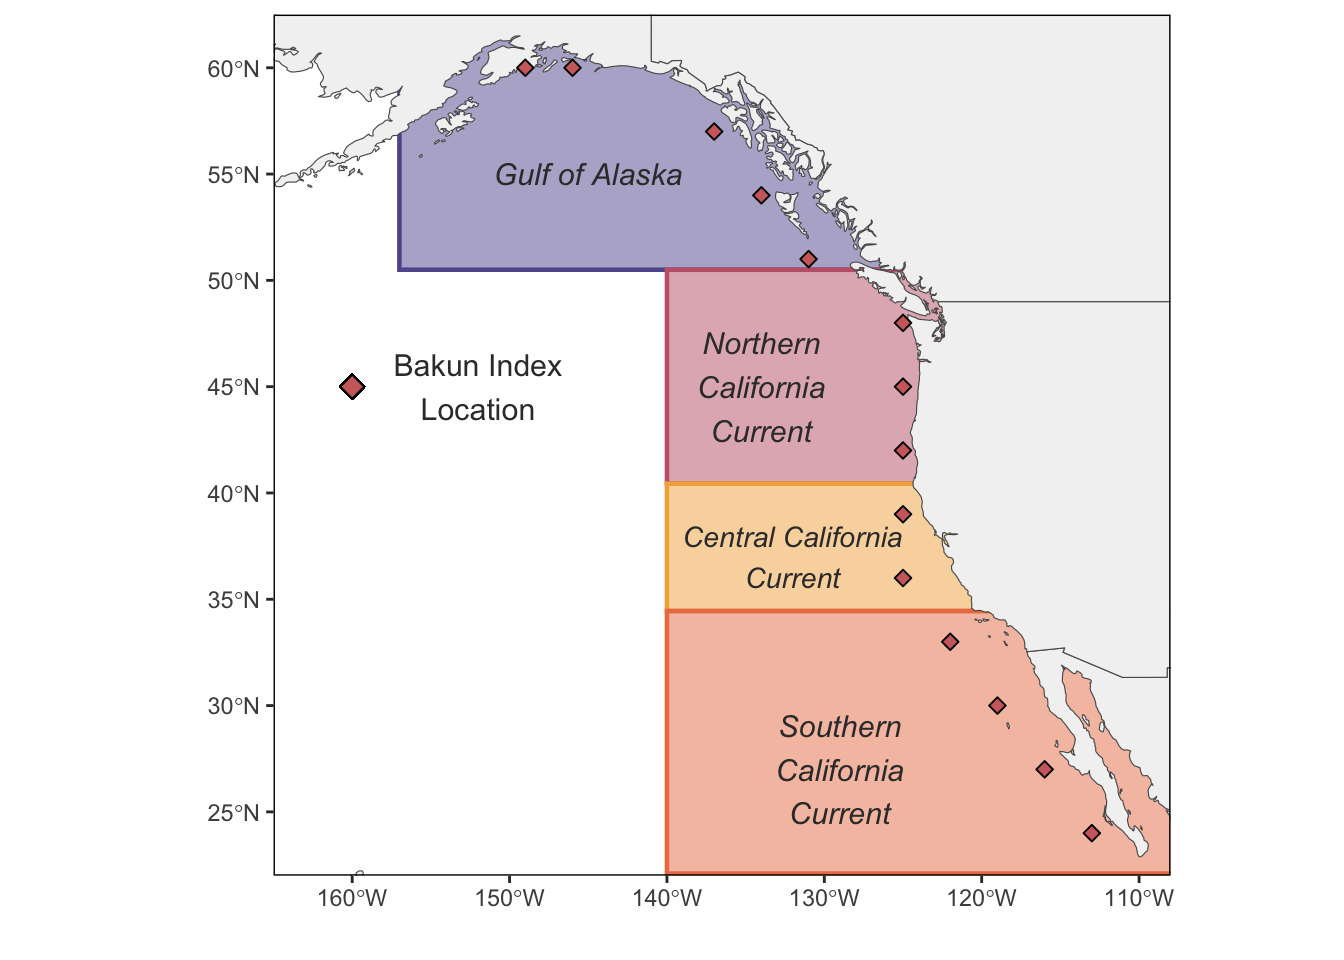 60°N
55°N
50°N
45°N
40°N
35°N
30°N
25°N
Gulf of Alaska
Northern
California
Current
Bakun Index
Location
Central California
Current
Southern
California
Current
160°W
150°W
140°W
130°W
120°W
110°W